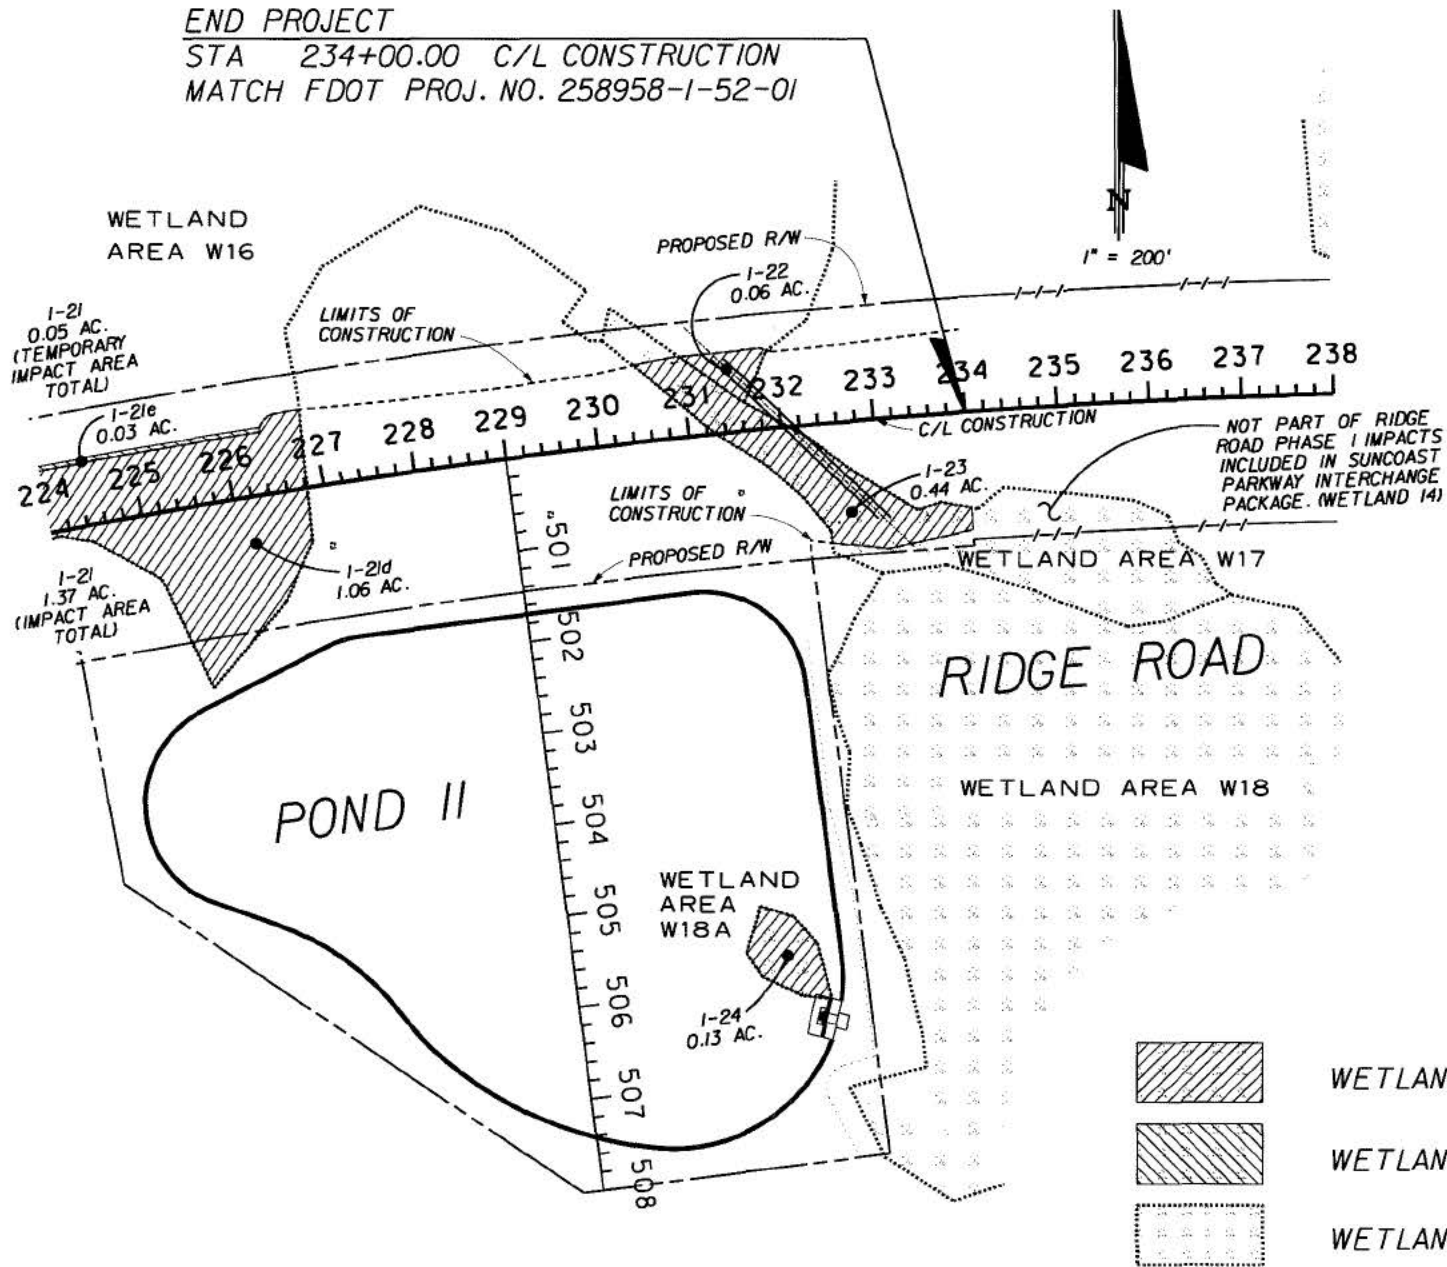 END PROJECT
STA 234+00.00 C/L CONSTRUCTION
MATCH FDOT PROJ. NO. 258958-1-52-01
N
1" = 200'
WETLAND
AREA W16
PROPOSED R/W
1-22
0.06 AC.
LIMITS OF
CONSTRUCTION
1-21
0.05 AC.
(TEMPORARY
IMPACT AREA
TOTAL)
1-21e
0.03 AC.
224 225 226 227 228 229 230 231 232 233 234 235 236 237 238
C/L CONSTRUCTION
NOT PART OF RIDGE
ROAD PHASE 1 IMPACTS
INCLUDED IN SUNCOAST
PARKWAY INTERCHANGE
PACKAGE. (WETLAND 14)
1-23
0.44 AC.
LIMITS OF
CONSTRUCTION
PROPOSED R/W
1-21d
1.06 AC.
1-21
1.37 AC.
(IMPACT AREA
TOTAL)
WETLAND AREA W17
RIDGE ROAD
WETLAND AREA W18
POND 11
501
502
503
504
505
506
507
508
WETLAND
AREA
W18A
1-24
0.13 AC.
WETLAN
WETLAN
WETLAN